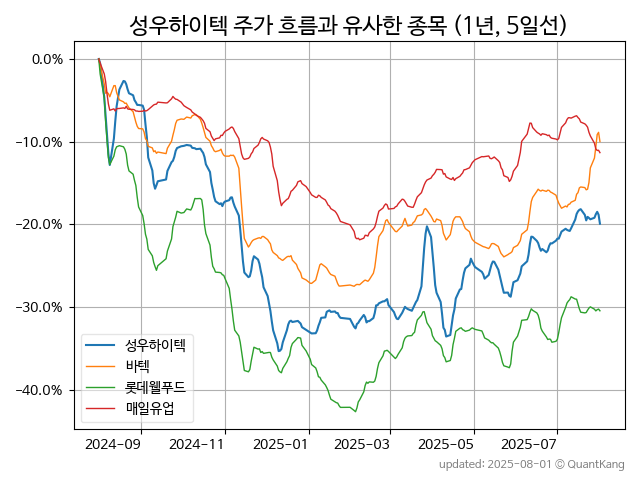 성우하이텍 주가 흐름과 유사한 종목 (1년, 5일선)
0.0%
−10.0%
−20.0%
−30.0%
−40.0%
성우하이텍
바텍
롯데웰푸드
매일유업
2024−09
2024−11
2025−01
2025−03
2025−05
2025−07
updated: 2025-08-01 © QuantKang